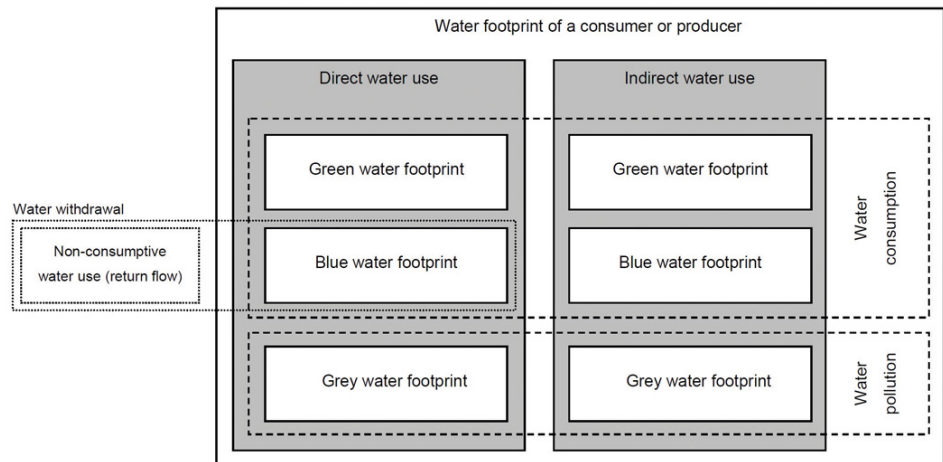 Water footprint of a consumer or producer
Direct water use
Indirect water use
Green water footprint
Green water footprint
Water
consumption
Water withdrawal
Non-consumptive
water use (return flow)
Blue water footprint
Blue water footprint
Grey water footprint
Grey water footprint
Water
pollution